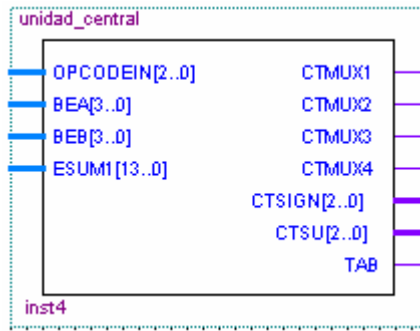 unidad_central
OPCODEIN[2..0] CTMUX1
BEA[3..0] CTMUX2
BEB[3..0] CTMUX3
ESUM1[13..0] CTMUX4
CTSIGN[2..0]
CTSU[2..0]
TAB
inst4